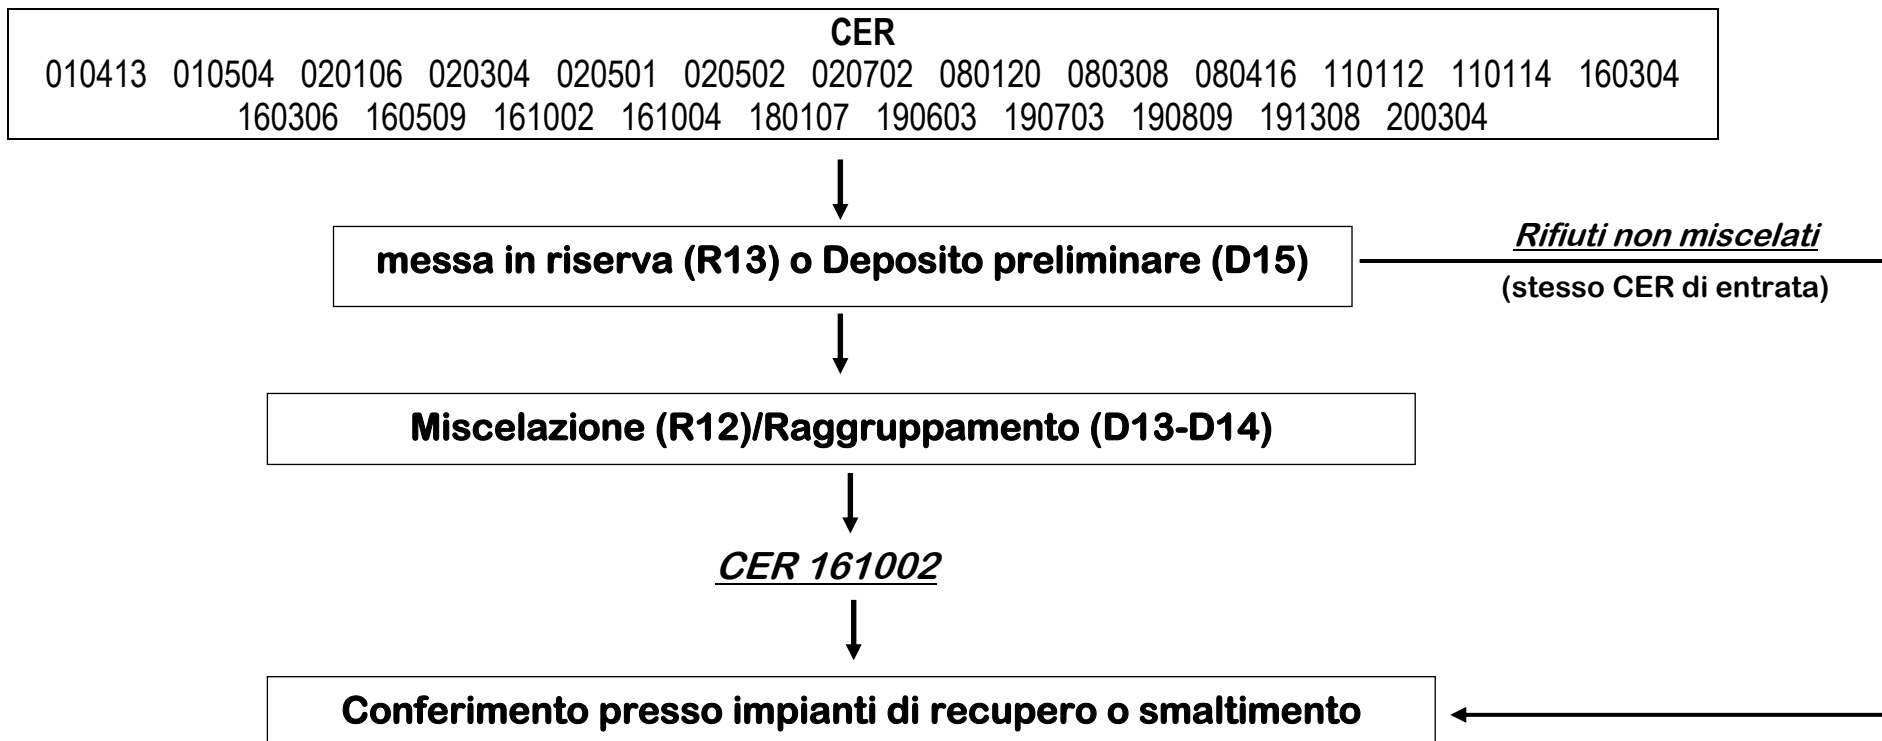 CER
010413 010504 020106 020304 020501 020502 020702 080120 080308 080416 110112 110114 160304
160306 160509 161002 161004 180107 190603 190703 190809 191308 200304
messa in riserva (R13) o Deposito preliminare (D15)
Rifiuti non miscelati
(stesso CER di entrata)
Miscelazione (R12)/Raggruppamento (D13-D14)
CER 161002
Conferimento presso impianti di recupero o smaltimento